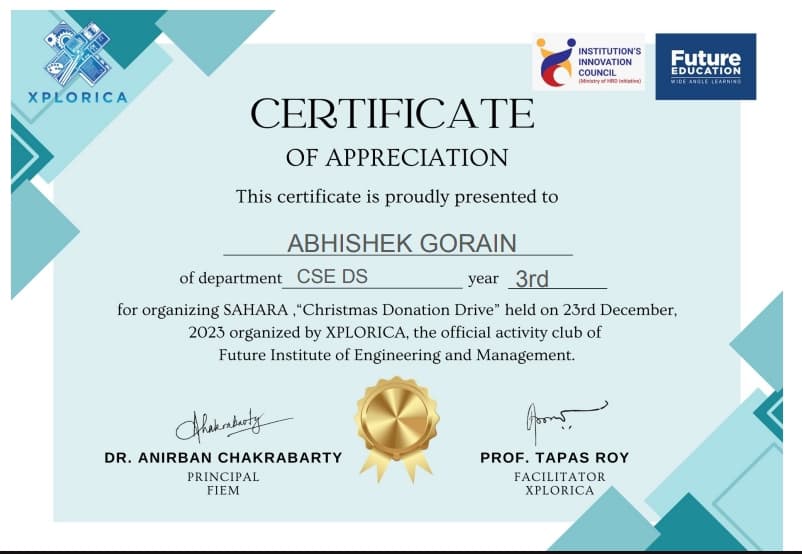 XPLORICA
INSTITUTION'S
INNOVATION
COUNCIL
(Ministry of HRD Initiative)
Future
EDUCATION
WIDE ANGLE LEARNING
CERTIFICATE
OF APPRECIATION
This certificate is proudly presented to
ABHISHEK GORAIN
of department CSE DS year 3rd
for organizing SAHARA ,“Christmas Donation Drive” held on 23rd December,
2023 organized by XPLORICA, the official activity club of
Future Institute of Engineering and Management.
AChakrabarty
DR. ANIRBAN CHAKRABARTY
PRINCIPAL
FIEM
PROF. TAPAS ROY
FACILITATOR
XPLORICA